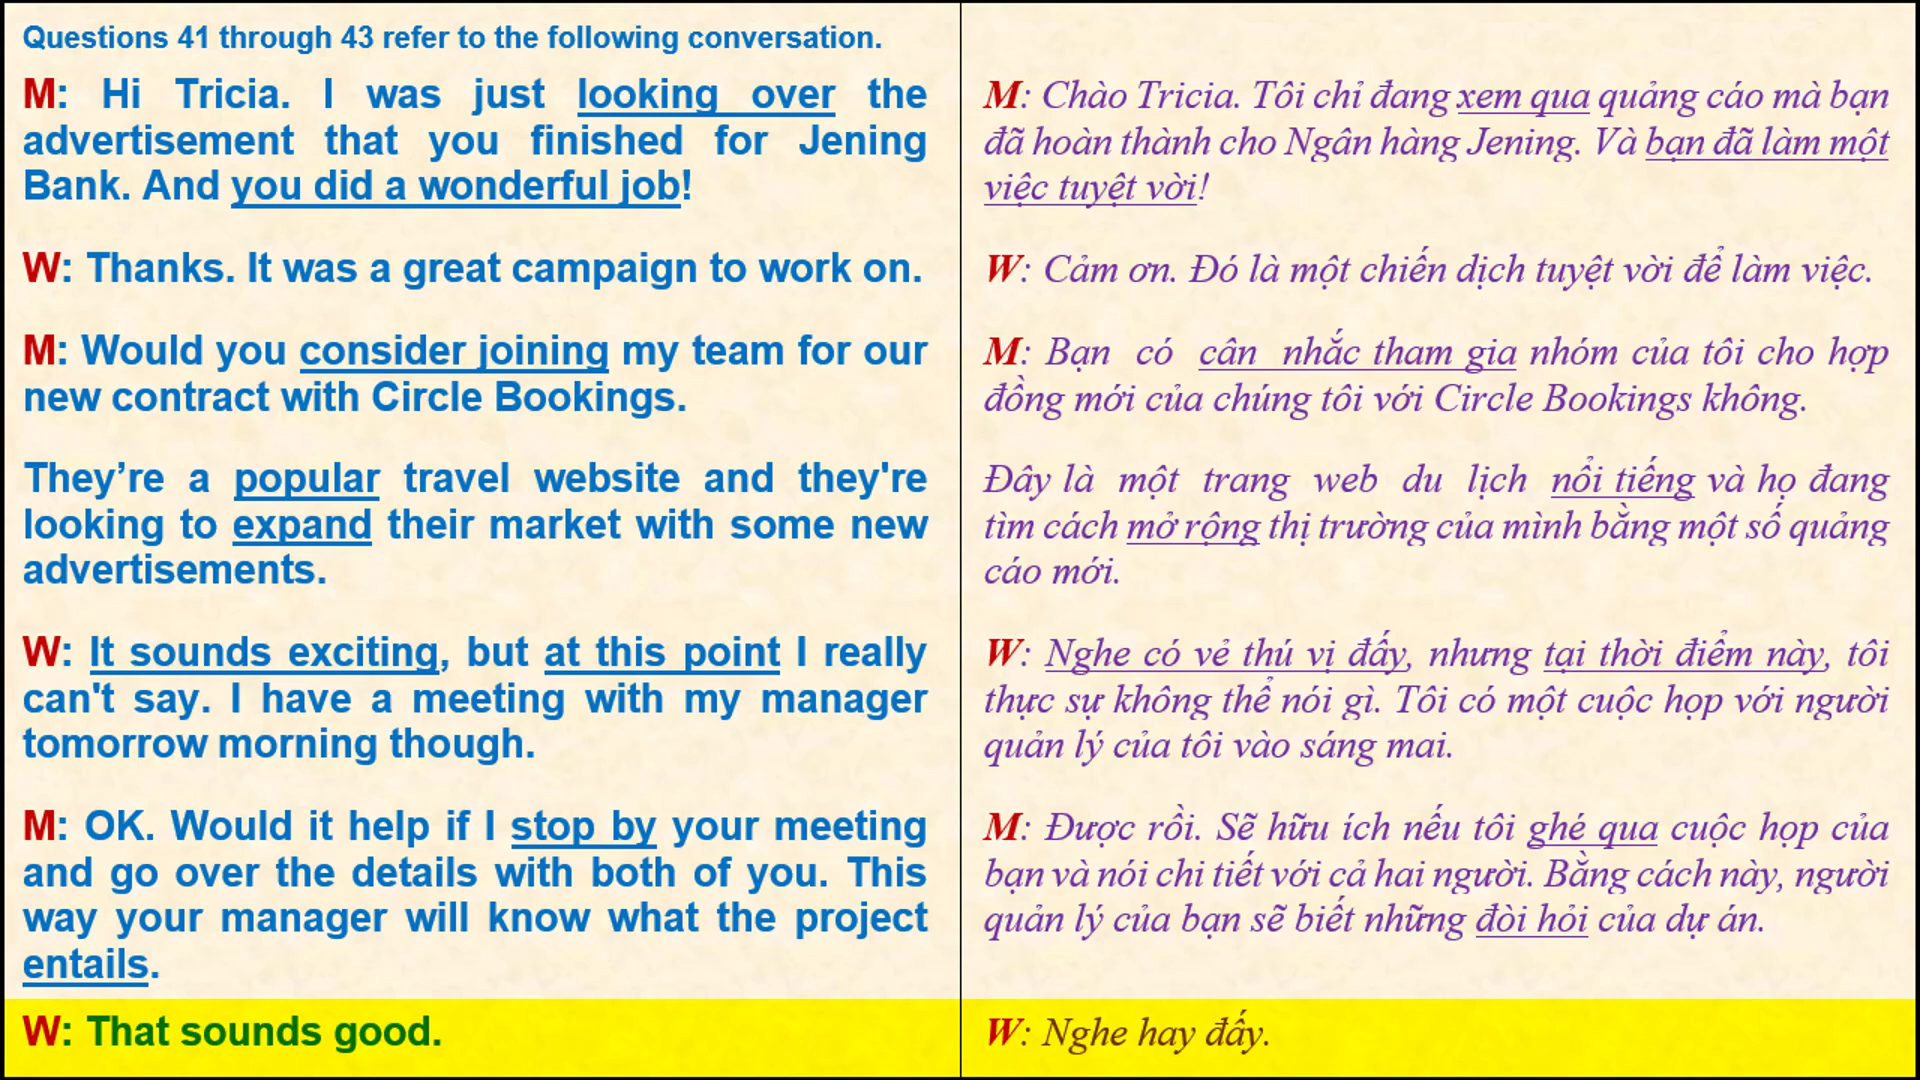 Questions 41 through 43 refer to the following conversation.
M: Hi Tricia. I was just looking over the
advertisement that you finished for Jening
Bank. And you did a wonderful job!
W: Thanks. It was a great campaign to work on.
M: Would you consider joining my team for our
new contract with Circle Bookings.
They’re a popular travel website and they're
looking to expand their market with some new
advertisements.
W: It sounds exciting, but at this point I really
can't say. I have a meeting with my manager
tomorrow morning though.
M: OK. Would it help if I stop by your meeting
and go over the details with both of you. This
way your manager will know what the project
entails.
W: That sounds good.
M: Chào Tricia. Tôi chỉ đang xem qua quảng cáo mà bạn
đã hoàn thành cho Ngân hàng Jening. Và bạn đã làm một
việc tuyệt vời!
W: Cảm ơn. Đó là một chiến dịch tuyệt vời để làm việc.
M: Bạn có cân nhắc tham gia nhóm của tôi cho hợp
đồng mới của chúng tôi với Circle Bookings không.
Đây là một trang web du lịch nổi tiếng và họ đang
tìm cách mở rộng thị trường của mình bằng một số quảng
cáo mới.
W: Nghe có vẻ thú vị đấy, nhưng tại thời điểm này, tôi
thực sự không thể nói gì. Tôi có một cuộc họp với người
quản lý của tôi vào sáng mai.
M: Được rồi. Sẽ hữu ích nếu tôi ghé qua cuộc họp của
bạn và nói chi tiết với cả hai người. Bằng cách này, người
quản lý của bạn sẽ biết những đòi hỏi của dự án.
W: Nghe hay đấy.